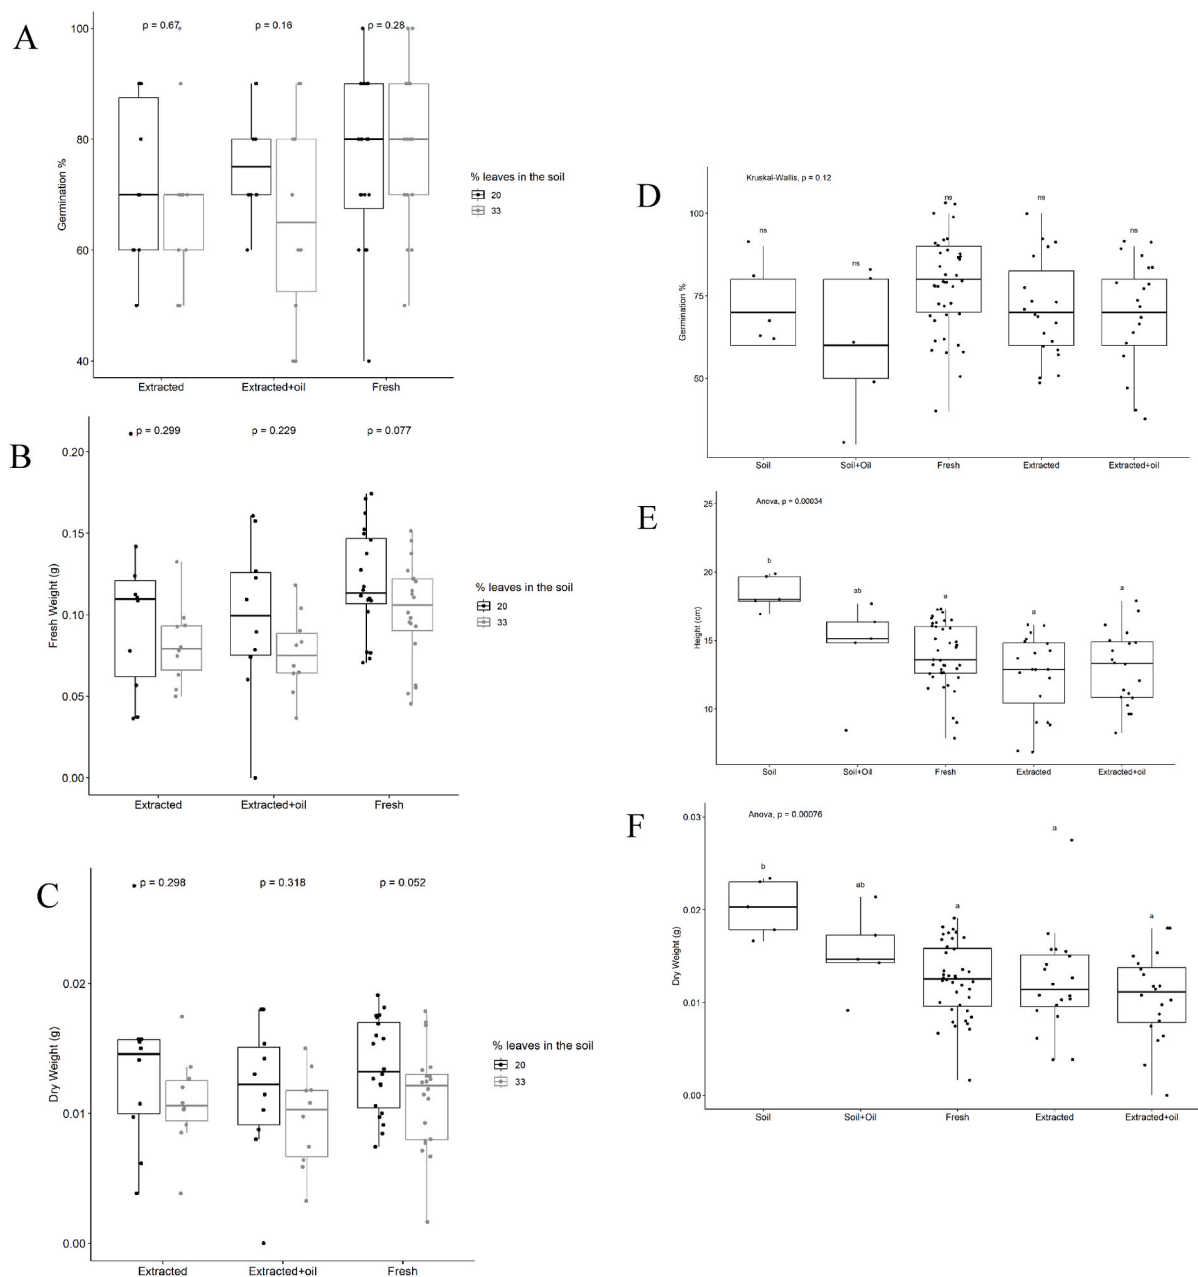 A
p = 0.67
p = 0.16
p = 0.28
100
80
60
40
Germination %
Extracted
Extracted+oil
Fresh
% leaves in the soil
20
33
B
p = 0.299
p = 0.229
p = 0.077
0.20
0.15
0.10
0.05
0.00
Fresh Weight (g)
Extracted
Extracted+oil
Fresh
% leaves in the soil
20
33
C
p = 0.298
p = 0.318
p = 0.052
0.02
0.01
0.00
Dry Weight (g)
Extracted
Extracted+oil
Fresh
% leaves in the soil
20
33
D
Kruskal-Wallis, p = 0.12
ns
ns
ns
ns
ns
100
75
50
Germination %
Soil
Soil+Oil
Fresh
Extracted
Extracted+oil
E
Anova, p = 0.00034
b
ab
a
a
a
25
20
15
10
Height (cm)
Soil
Soil+Oil
Fresh
Extracted
Extracted+oil
F
Anova, p = 0.00076
b
ab
a
a
a
0.03
0.02
0.01
0.00
Dry Weight (g)
Soil
Soil+Oil
Fresh
Extracted
Extracted+oil